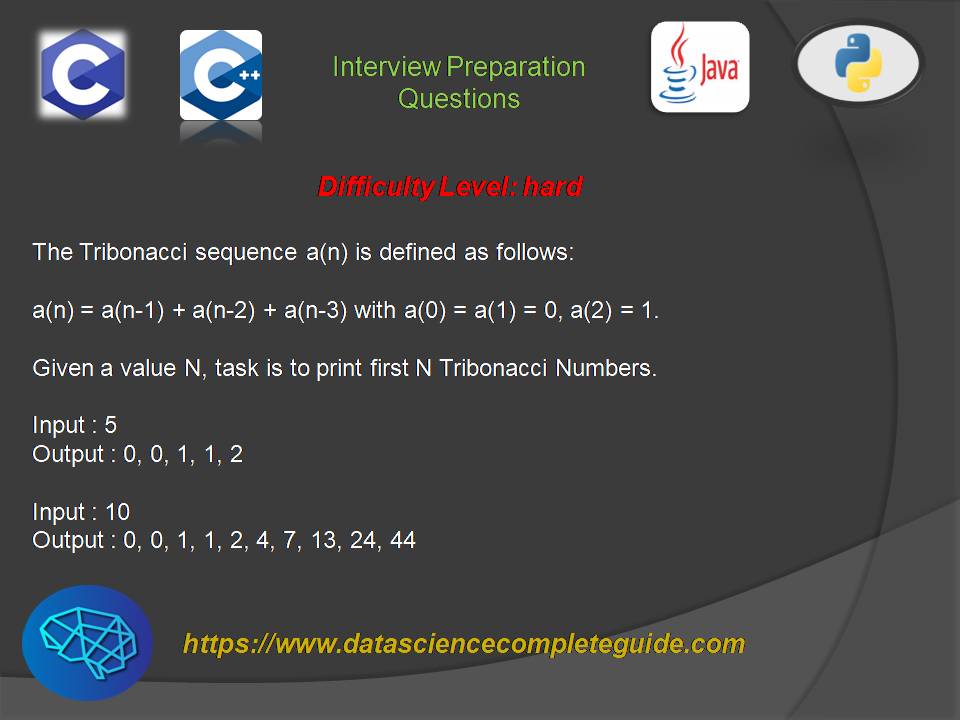 C
C++
Interview Preparation
Questions
Java
Difficulty Level: hard
The Tribonacci sequence a(n) is defined as follows:
a(n) = a(n-1) + a(n-2) + a(n-3) with a(0) = a(1) = 0, a(2) = 1.
Given a value N, task is to print first N Tribonacci Numbers.
Input : 5
Output : 0, 0, 1, 1, 2
Input : 10
Output : 0, 0, 1, 1, 2, 4, 7, 13, 24, 44
https://www.datasciencecompleteguide.com